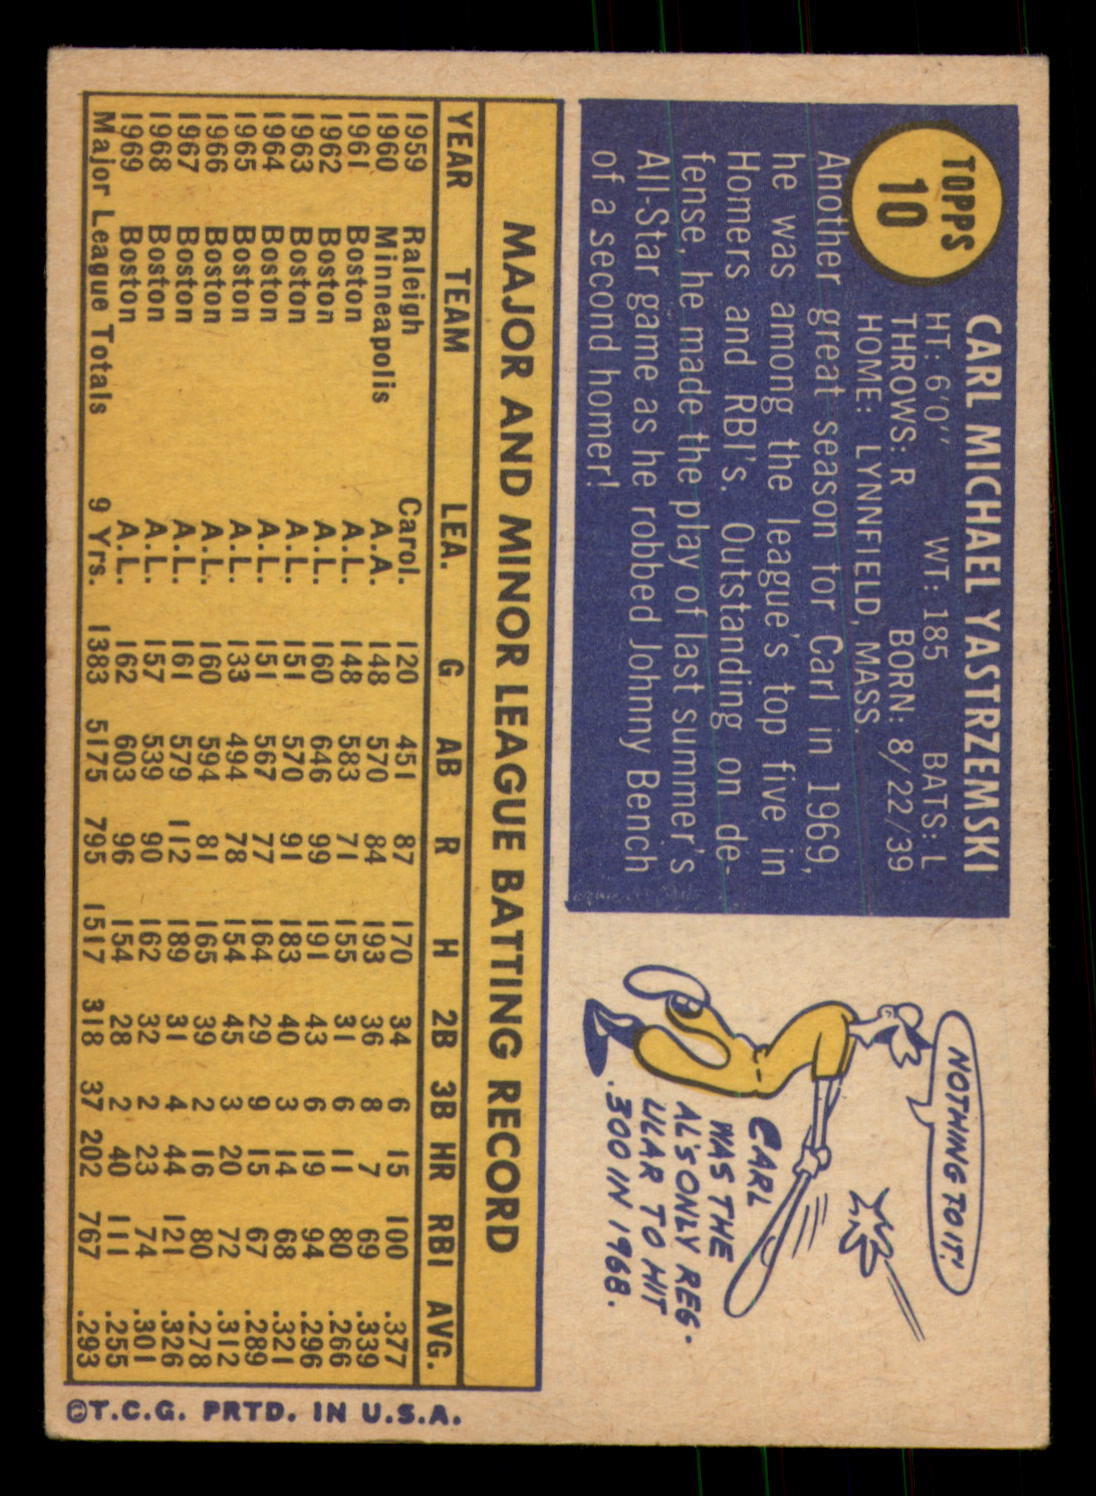 TOPPS
10
CARL MICHAEL YASTRZEMSKI
HT: 6'0" WT: 185 BATS: L
THROWS: R BORN: 8/22/39
HOME: LYNNFIELD, MASS.
Another great season for Carl in 1969,
he was among the league's top five in
Homers and RBI's. Outstanding on de-
fense, he made the play of last summer's
All-Star game as he robbed Johnny Bench
of a second homer!
NOTHING TO IT!
CARL
WAS THE
AL'S ONLY REG-
ULAR TO HIT
.300 IN 1968.
MAJOR AND MINOR LEAGUE BATTING RECORD
YEAR TEAM LEA. G AB R H 2B 3B HR RBI AVG.
1959 Raleigh Carol. 120 451 87 170 34 6 15 100 .377
1960 Minneapolis A.A. 148 570 84 193 36 8 7 69 .339
1961 Boston A.L. 148 583 71 155 31 6 11 80 .266
1962 Boston A.L. 160 646 99 191 43 6 19 94 .296
1963 Boston A.L. 151 570 91 183 40 3 14 68 .321
1964 Boston A.L. 151 567 77 164 29 9 15 67 .289
1965 Boston A.L. 133 494 78 154 45 3 20 72 .312
1966 Boston A.L. 160 594 81 165 39 2 16 80 .278
1967 Boston A.L. 161 579 112 189 31 4 44 121 .326
1968 Boston A.L. 157 539 90 162 32 2 23 74 .301
1969 Boston A.L. 162 603 96 154 28 2 40 111 .255
Major League Totals 9 Yrs. 1383 5175 795 1517 318 37 202 767 .293
©T.C.G. PRTD. IN U.S.A.